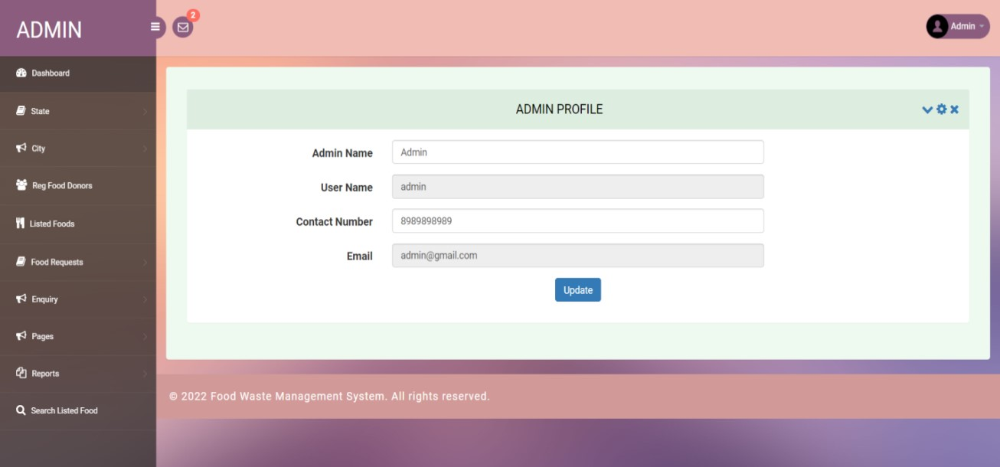 ADMIN
2
Admin
Dashboard
State
City
Reg Food Donors
Listed Foods
Food Requests
Enquiry
Pages
Reports
Search Listed Food
ADMIN PROFILE
Admin Name
Admin
User Name
admin
Contact Number
8989898989
Email
admin@gmail.com
Update
© 2022 Food Waste Management System. All rights reserved.